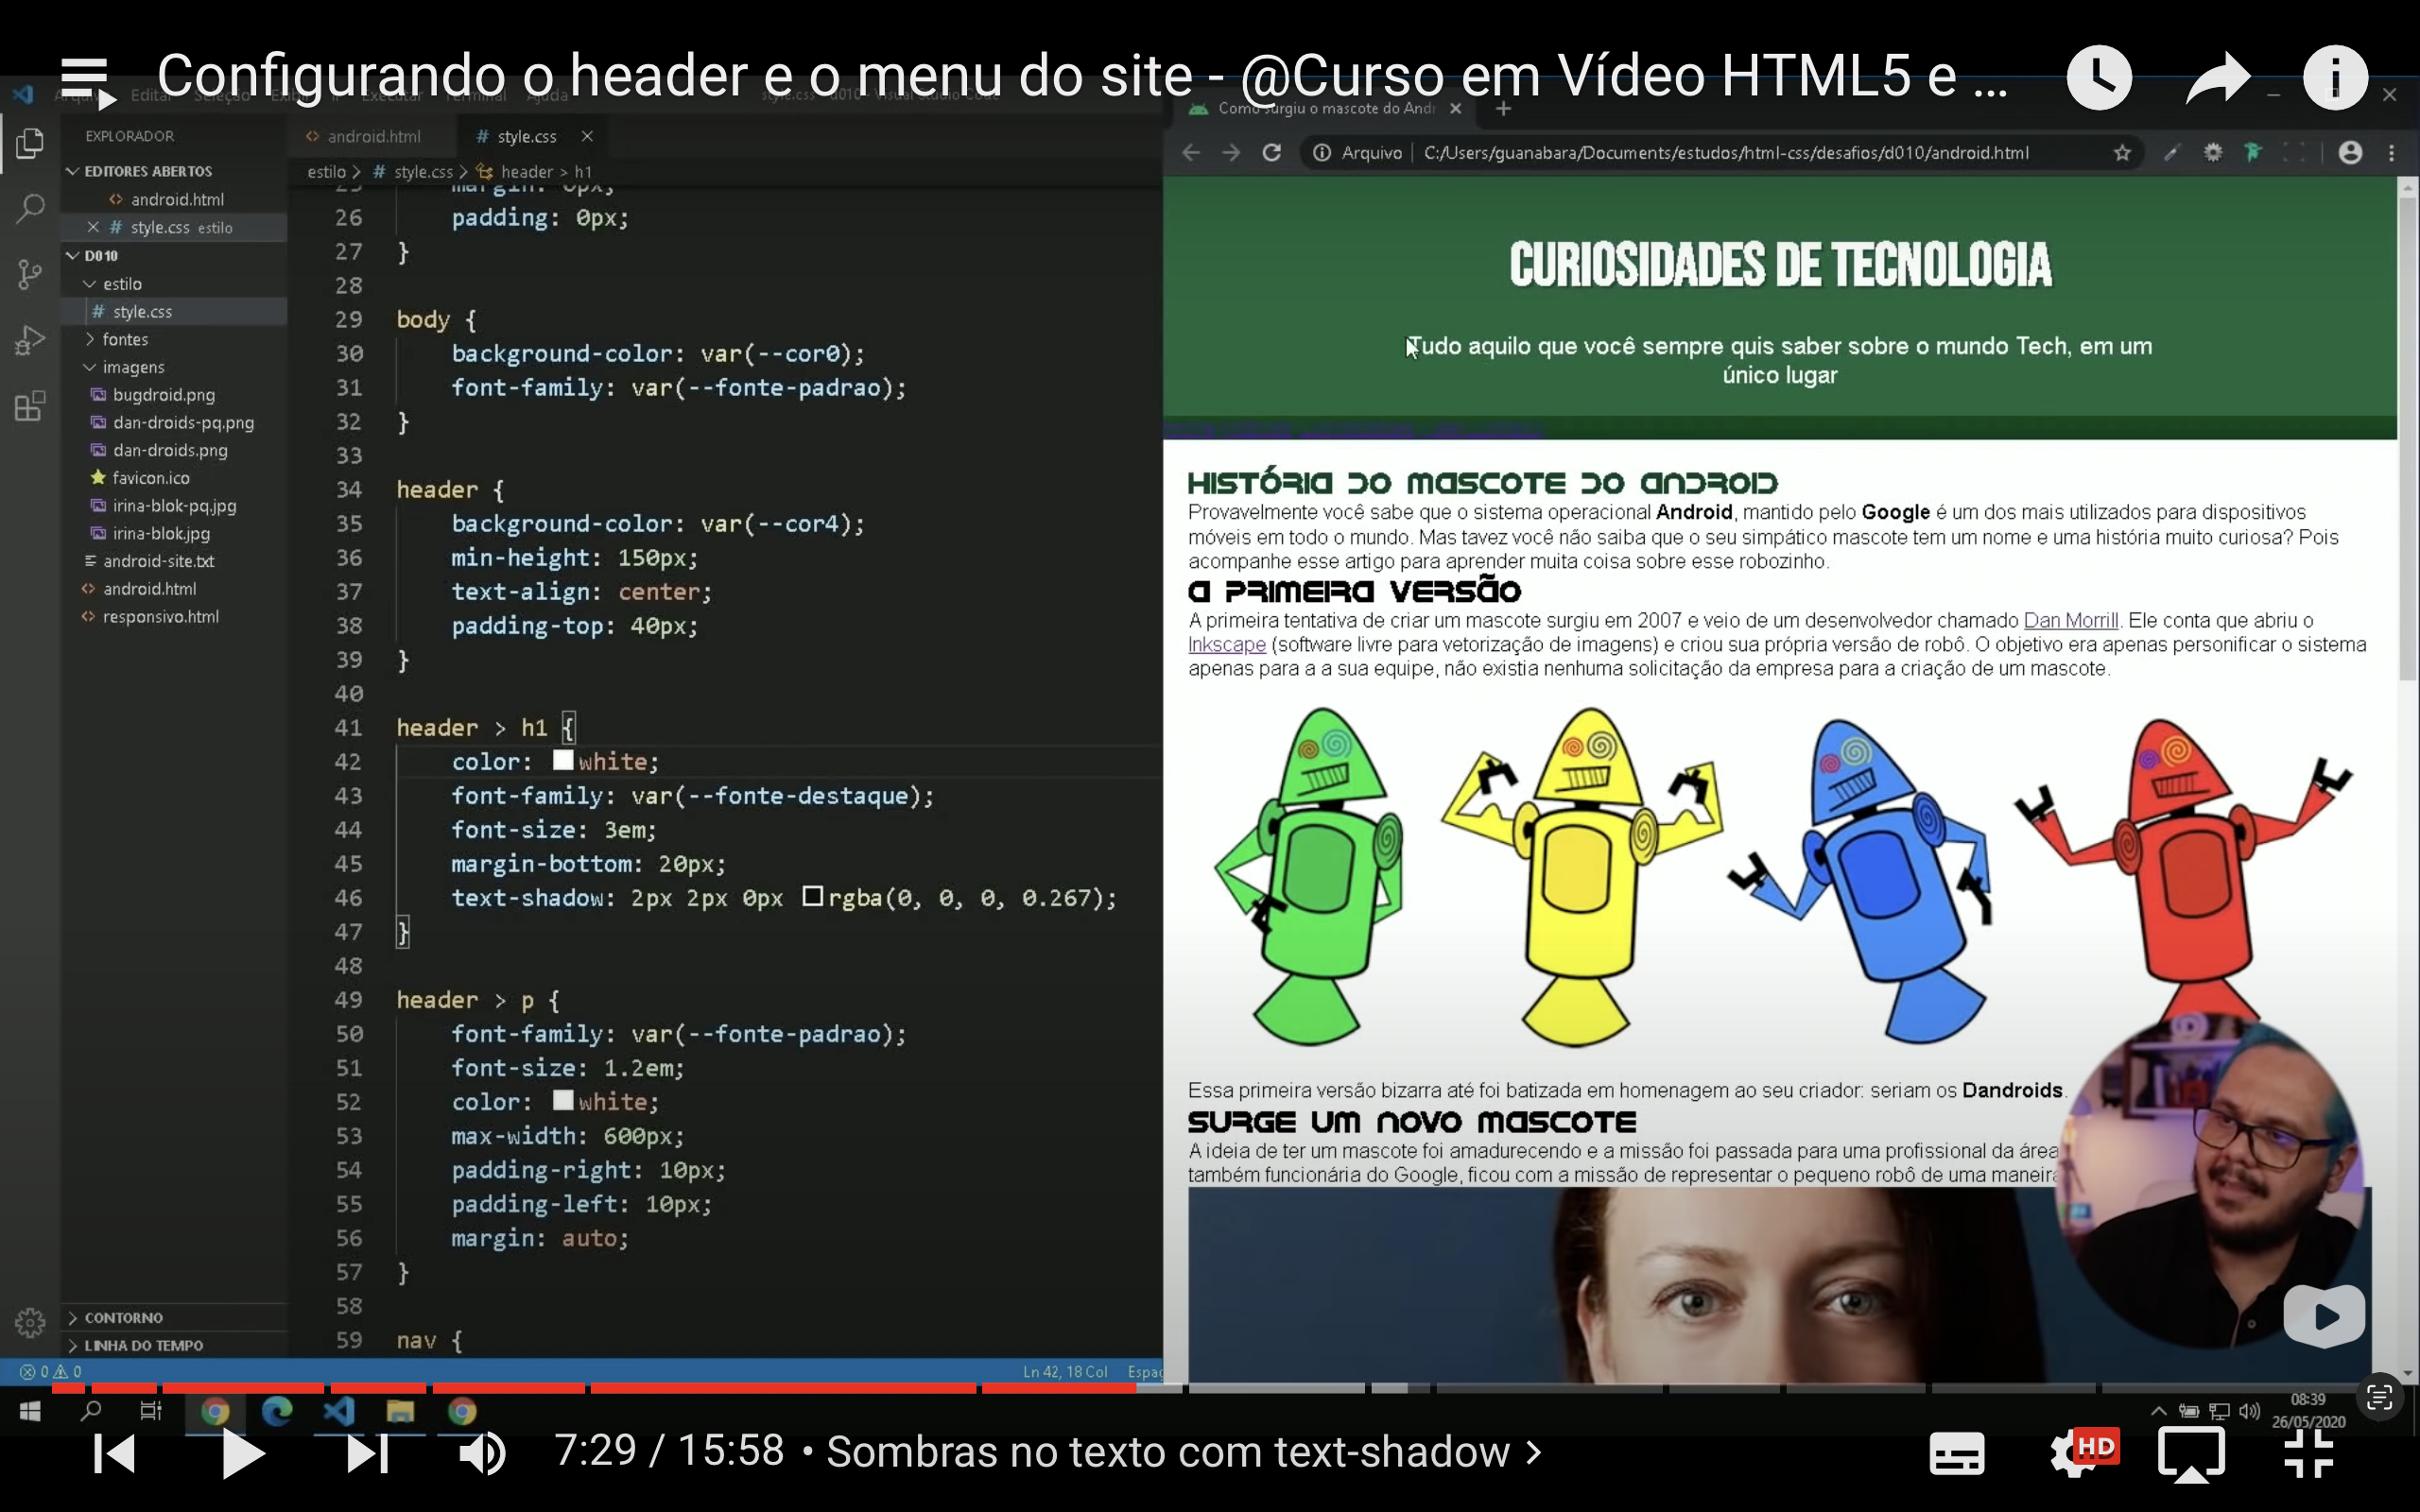 Configurando o header e o menu do site - @Curso em Vídeo HTML5 e ...
EXPLORADOR
EDITORES ABERTOS
android.html
style.css estilo
D010
estilo
style.css
fontes
imagens
bugdroid.png
dan-droids-pq.png
dan-droids.png
favicon.ico
irina-blok-pq.jpg
irina-blok.jpg
android-site.txt
android.html
responsivo.html
CONTORNO
LINHA DO TEMPO
android.html
style.css
estilo > # style.css > header > h1
26 padding: 0px;
27 }
28
29 body {
30 background-color: var(--cor0);
31 font-family: var(--fonte-padrao);
32 }
33
34 header {
35 background-color: var(--cor4);
36 min-height: 150px;
37 text-align: center;
38 padding-top: 40px;
39 }
40
41 header > h1 {
42 color: white;
43 font-family: var(--fonte-destaque);
44 font-size: 3em;
45 margin-bottom: 20px;
46 text-shadow: 2px 2px 0px rgba(0, 0, 0, 0.267);
47 }
48
49 header > p {
50 font-family: var(--fonte-padrao);
51 font-size: 1.2em;
52 color: white;
53 max-width: 600px;
54 padding-right: 10px;
55 padding-left: 10px;
56 margin: auto;
57 }
58
59 nav {
0 0
Ln 42, 18 Col
Espaç
Como surgiu o mascote do Andr
Arquivo | C:/Users/guanabara/Documents/estudos/html-css/desafios/d010/android.html
CURIOSIDADES DE TECNOLOGIA
Tudo aquilo que você sempre quis saber sobre o mundo Tech, em um
único lugar
HISTÓRIA DO MASCOTE DO ANDROID
Provavelmente você sabe que o sistema operacional Android, mantido pelo Google é um dos mais utilizados para dispositivos
móveis em todo o mundo. Mas tavez você não saiba que o seu simpático mascote tem um nome e uma história muito curiosa? Pois
acompanhe esse artigo para aprender muita coisa sobre esse robozinho.
A PRIMEIRA VERSÃO
A primeira tentativa de criar um mascote surgiu em 2007 e veio de um desenvolvedor chamado Dan Morrill. Ele conta que abriu o
Inkscape (software livre para vetorização de imagens) e criou sua própria versão de robô. O objetivo era apenas personificar o sistema
apenas para a a sua equipe, não existia nenhuma solicitação da empresa para a criação de um mascote.
Essa primeira versão bizarra até foi batizada em homenagem ao seu criador: seriam os Dandroids.
SURGE UM NOVO MASCOTE
A ideia de ter um mascote foi amadurecendo e a missão foi passada para uma profissional da área
também funcionária do Google, ficou com a missão de representar o pequeno robô de uma maneira
08:39
26/05/2020
7:29 / 15:58 • Sombras no texto com text-shadow >
HD